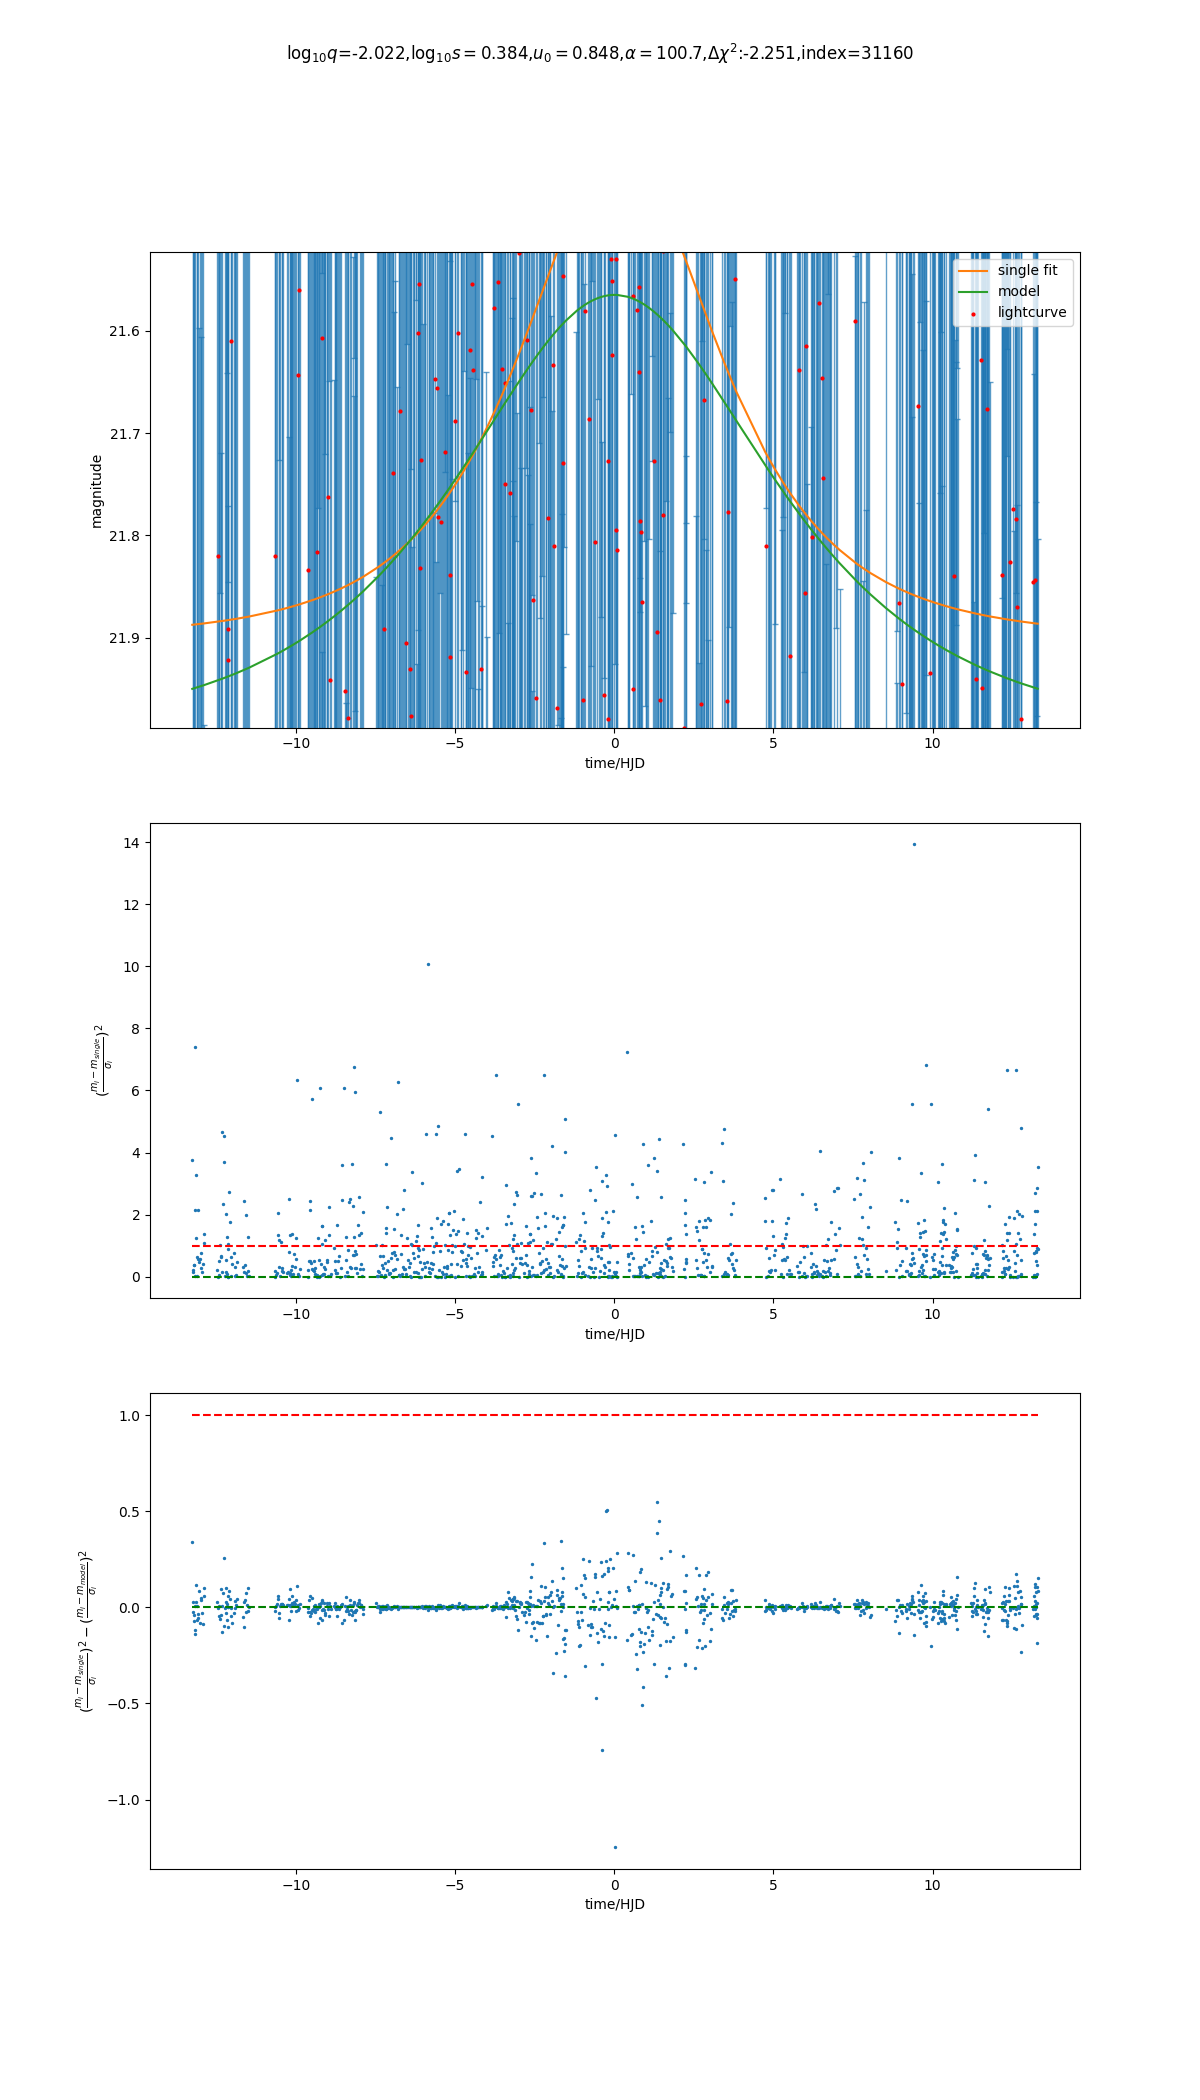 log₁₀q=-2.022,log₁₀s = 0.384,u₀ = 0.848,α = 100.7,Δχ²:-2.251,index=31160
single fit
model
lightcurve
magnitude
21.6
21.7
21.8
21.9
−10 −5 0 5 10
time/HJD
((mᵢ − m_single)/σᵢ)²
14
12
10
8
6
4
2
0
−10 −5 0 5 10
time/HJD
((mᵢ − m_single)/σᵢ)² − ((mᵢ − m_model)/σᵢ)²
1.0
0.5
0.0
−0.5
−1.0
−10 −5 0 5 10
time/HJD